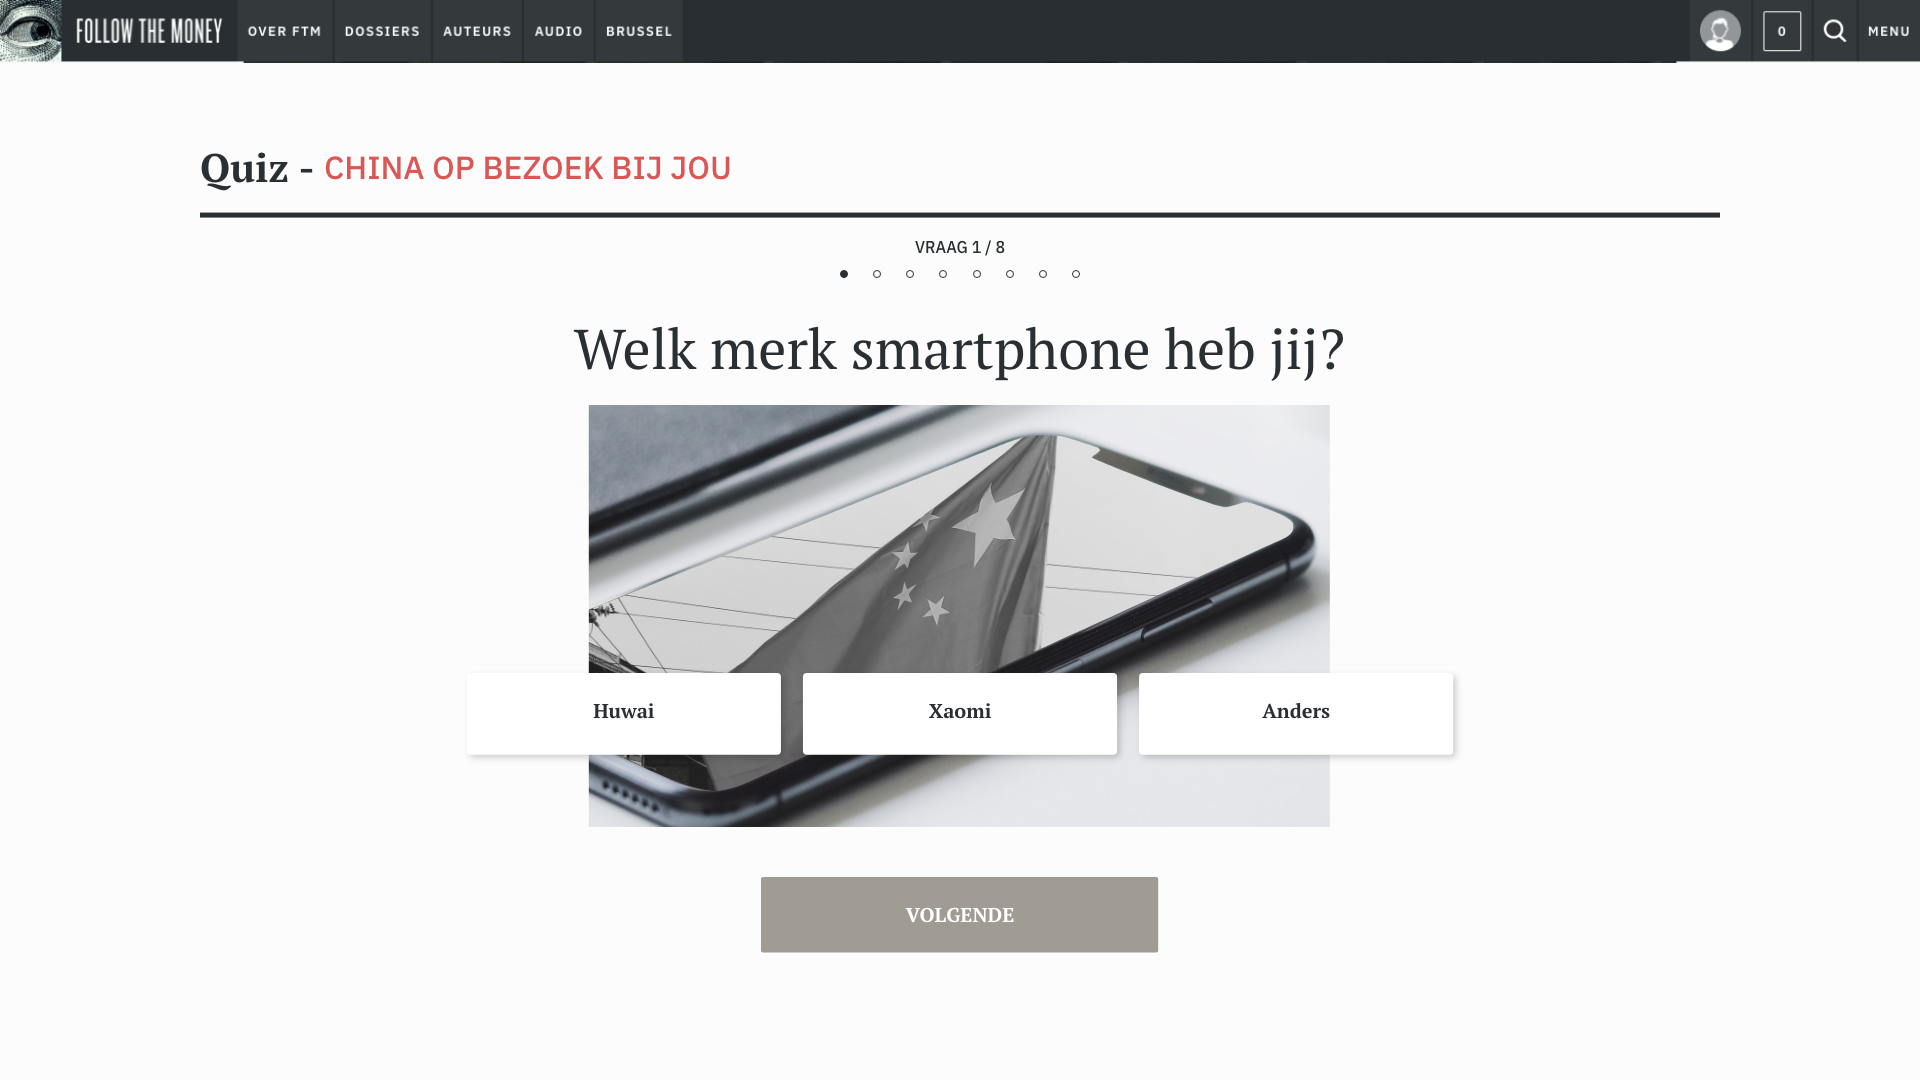 FOLLOW THE MONEY
OVER FTM
DOSSIERS
AUTEURS
AUDIO
BRUSSEL
0
MENU
Quiz - CHINA OP BEZOEK BIJ JOU
VRAAG 1 / 8
Welk merk smartphone heb jij?
Huwai
Xaomi
Anders
VOLGENDE